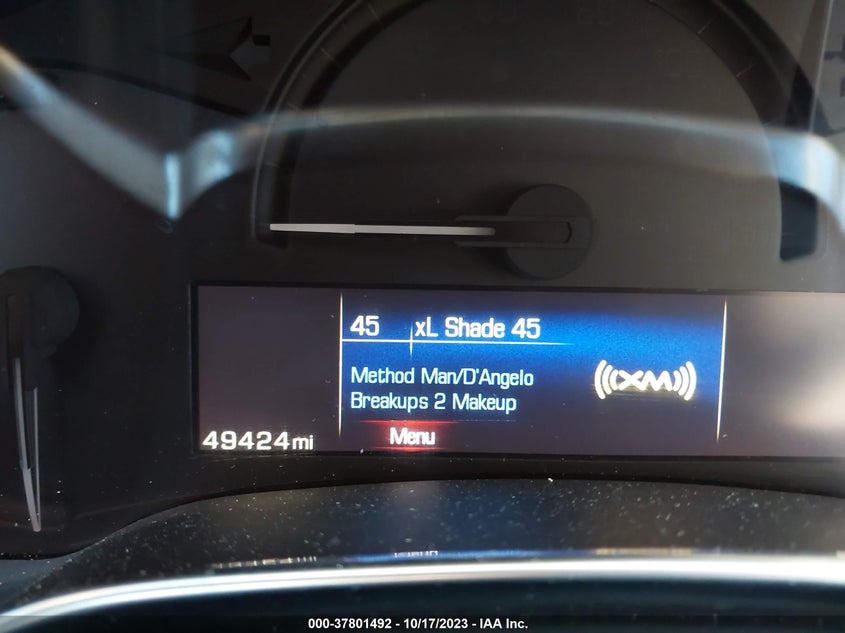 45 xL Shade 45
Method Man/D'Angelo
Breakups 2 Makeup
(((XM)))
49424mi
Menu
000-37801492 - 10/17/2023 - IAA Inc.